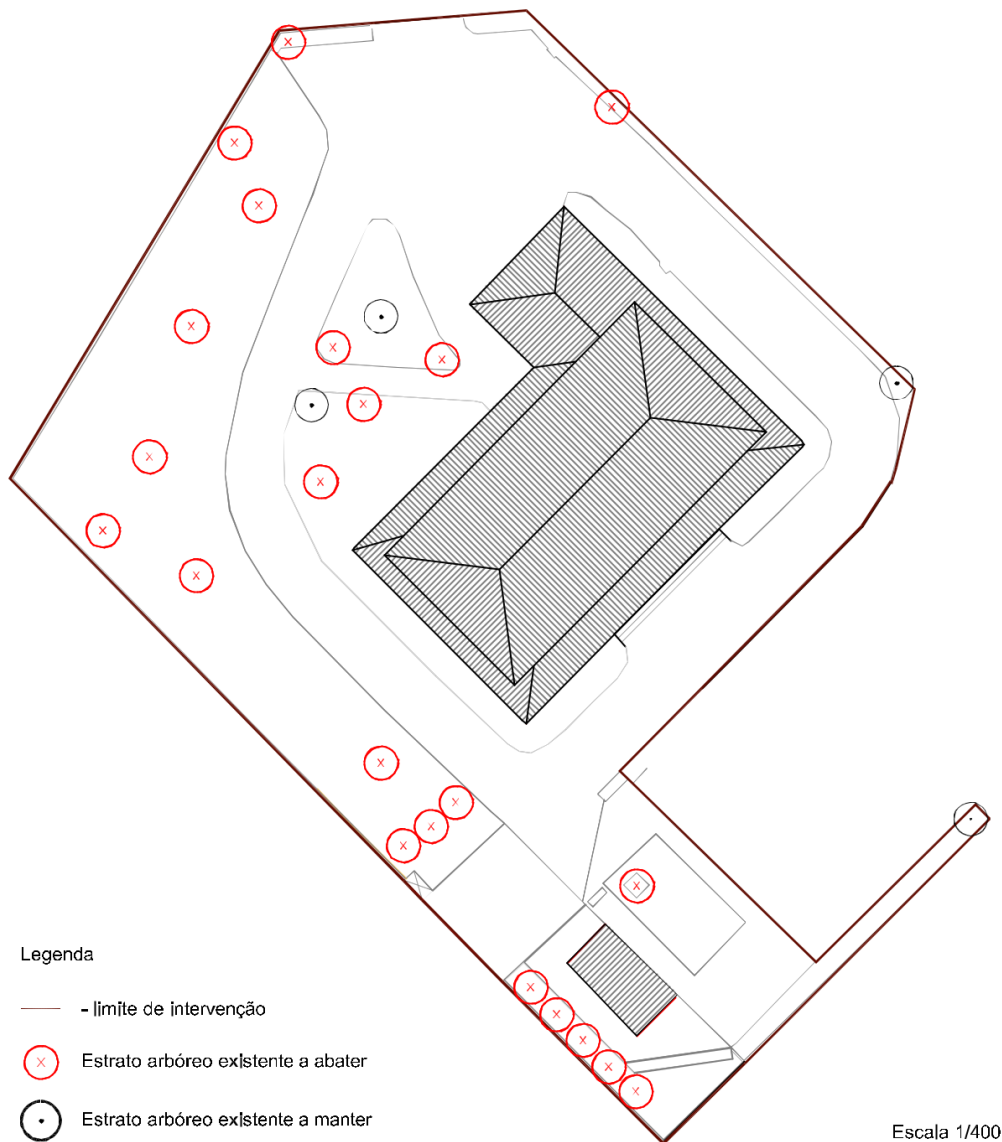 Legenda
- limite de intervenção
Estrato arbóreo existente a abater
Estrato arbóreo existente a manter
Escala 1/400